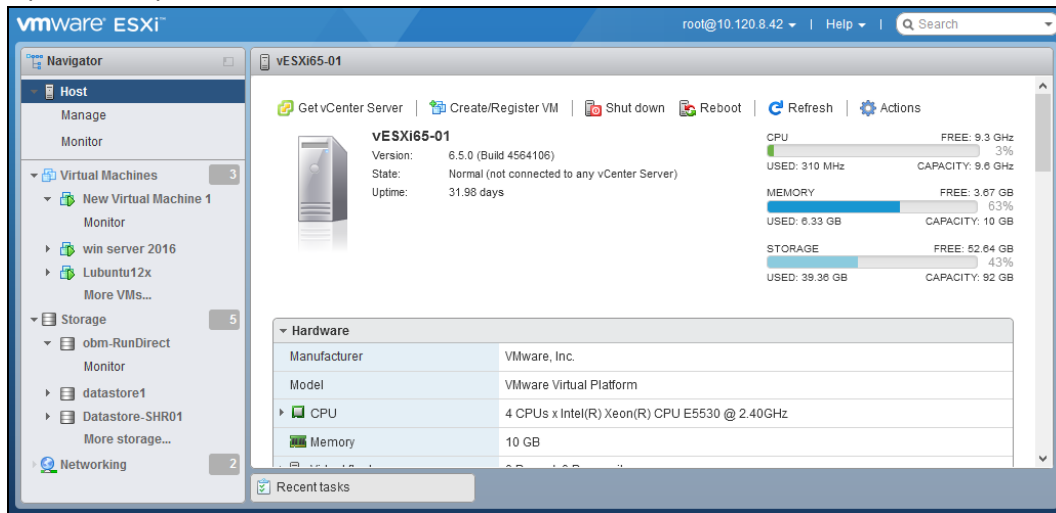 vmware ESXi™
root@10.120.8.42 | Help | Search
Navigator
Host
Manage
Monitor
Virtual Machines 3
New Virtual Machine 1
Monitor
win server 2016
Lubuntu12x
More VMs...
Storage 5
obm-RunDirect
Monitor
datastore1
Datastore-SHR01
More storage...
Networking 2
vESXi65-01
Get vCenter Server | Create/Register VM | Shut down Reboot | Refresh | Actions
vESXi65-01
Version: 6.5.0 (Build 4564106)
State: Normal (not connected to any vCenter Server)
Uptime: 31.98 days
CPU FREE: 9.3 GHz
3%
USED: 310 MHz CAPACITY: 9.6 GHz
MEMORY FREE: 3.67 GB
63%
USED: 6.33 GB CAPACITY: 10 GB
STORAGE FREE: 52.64 GB
43%
USED: 39.36 GB CAPACITY: 92 GB
Hardware
Manufacturer VMware, Inc.
Model VMware Virtual Platform
CPU 4 CPUs x Intel(R) Xeon(R) CPU E5530 @ 2.40GHz
Memory 10 GB
Recent tasks